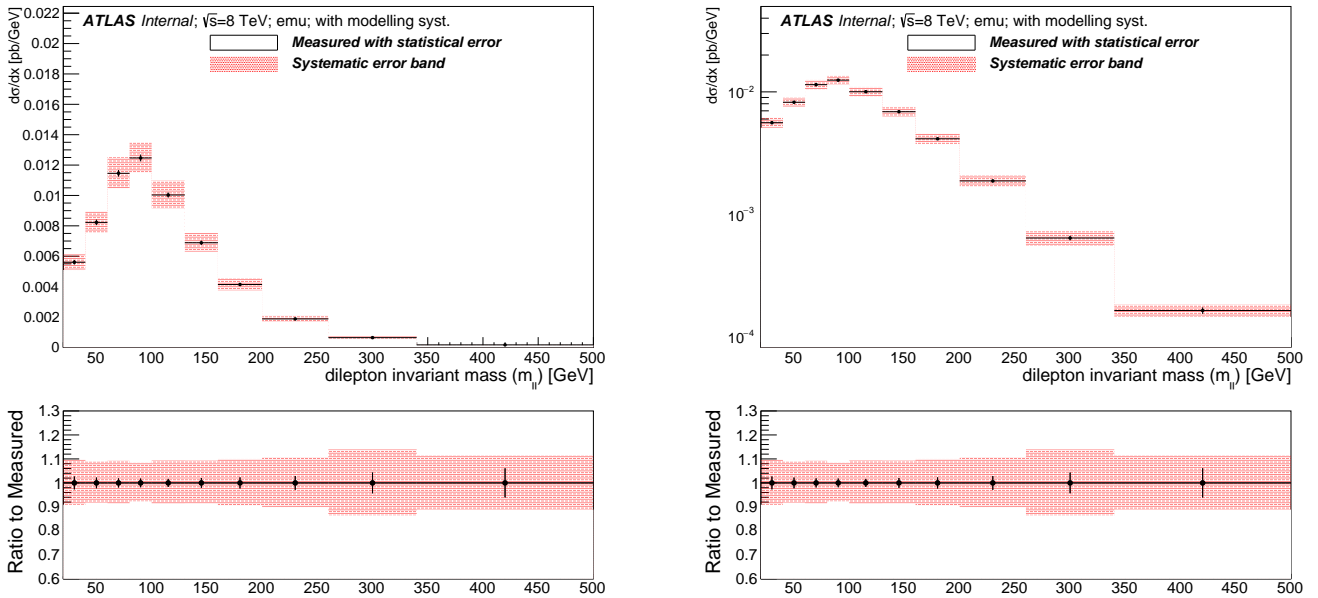 ATLAS Internal; √s=8 TeV; emu; with modelling syst.
Measured with statistical error
Systematic error band
dσ/dx [pb/GeV]
0.022
0.02
0.018
0.016
0.014
0.012
0.01
0.008
0.006
0.004
0.002
0
50 100 150 200 250 300 350 400 450 500
dilepton invariant mass (m_ll) [GeV]
Ratio to Measured
1.3
1.2
1.1
1
0.9
0.8
0.7
0.6
50 100 150 200 250 300 350 400 450 500
ATLAS Internal; √s=8 TeV; emu; with modelling syst.
Measured with statistical error
Systematic error band
dσ/dx [pb/GeV]
10⁻²
10⁻³
10⁻⁴
50 100 150 200 250 300 350 400 450 500
dilepton invariant mass (m_ll) [GeV]
Ratio to Measured
1.3
1.2
1.1
1
0.9
0.8
0.7
0.6
50 100 150 200 250 300 350 400 450 500